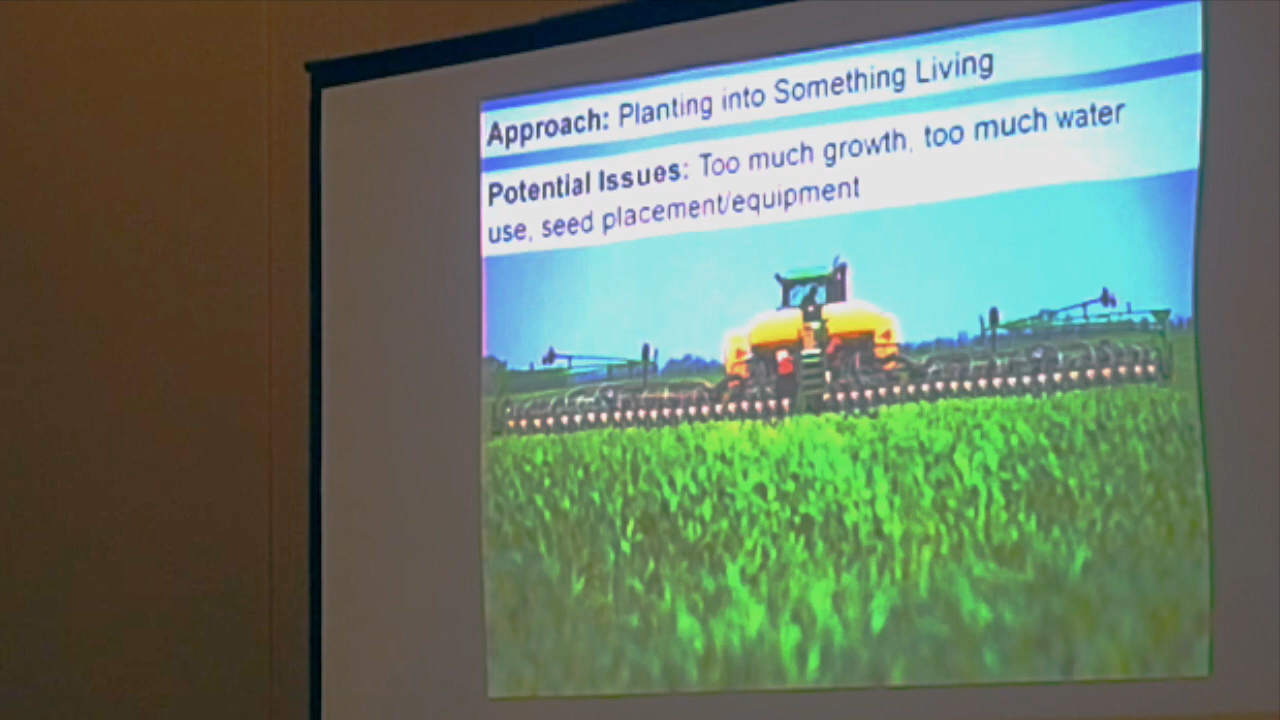 Approach: Planting into Something Living
Potential Issues: Too much growth, too much water
use, seed placement/equipment